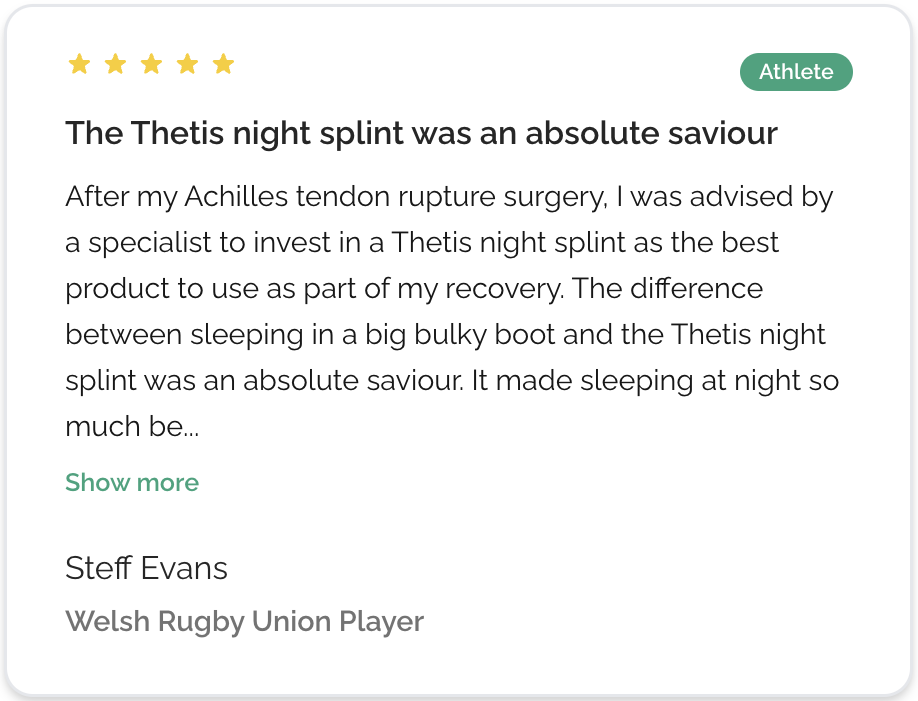 Athlete
The Thetis night splint was an absolute saviour
After my Achilles tendon rupture surgery, I was advised by
a specialist to invest in a Thetis night splint as the best
product to use as part of my recovery. The difference
between sleeping in a big bulky boot and the Thetis night
splint was an absolute saviour. It made sleeping at night so
much be...
Show more
Steff Evans
Welsh Rugby Union Player